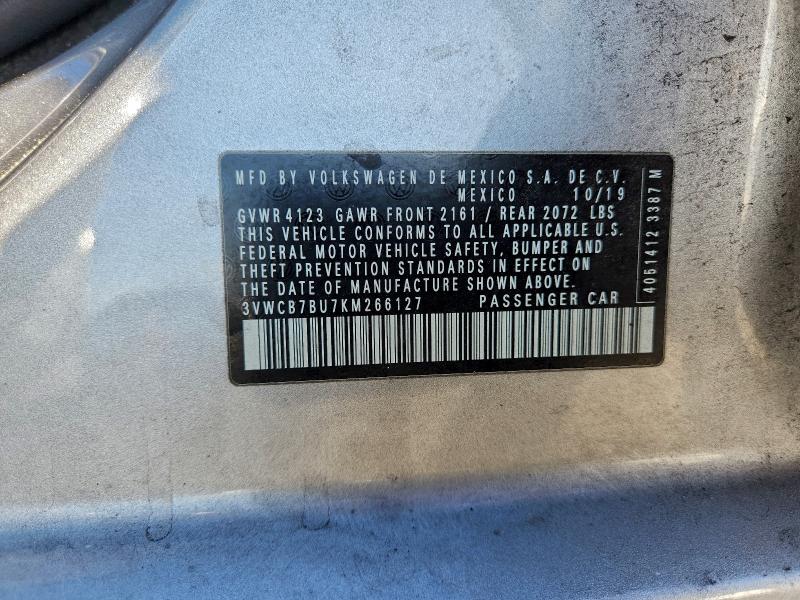 MFD BY VOLKSWAGEN DE MEXICO S.A. DE C.V.
MEXICO 10/19
GVWR 4123 GAWR FRONT 2161 / REAR 2072 LBS
THIS VEHICLE CONFORMS TO ALL APPLICABLE U.S.
FEDERAL MOTOR VEHICLE SAFETY, BUMPER AND
THEFT PREVENTION STANDARDS IN EFFECT ON
THE DATE OF MANUFACTURE SHOWN ABOVE.
3VWCB7BU7KM266127 PASSENGER CAR
4051412 3387 M